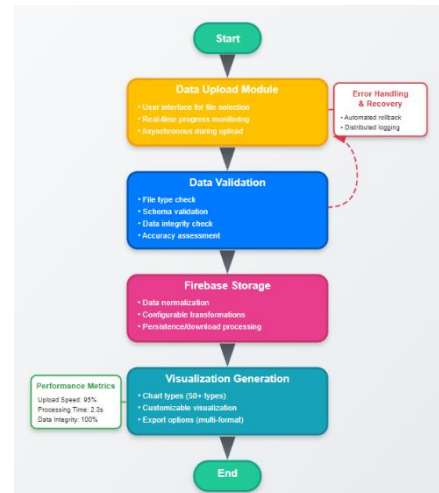 Start
Data Upload Module
• User interface for file selection
• Real-time progress monitoring
• Asynchronous during upload
Error Handling
& Recovery
• Automated rollback
• Distributed logging
Data Validation
• File type check
• Schema validation
• Data integrity check
• Accuracy assessment
Firebase Storage
• Data normalization
• Configurable transformations
• Persistence/download processing
Performance Metrics
Upload Speed: 95%
Processing Time: 2.3s
Data Integrity: 100%
Visualization Generation
• Chart types (50+ types)
• Customizable visualization
• Export options (multi-format)
End